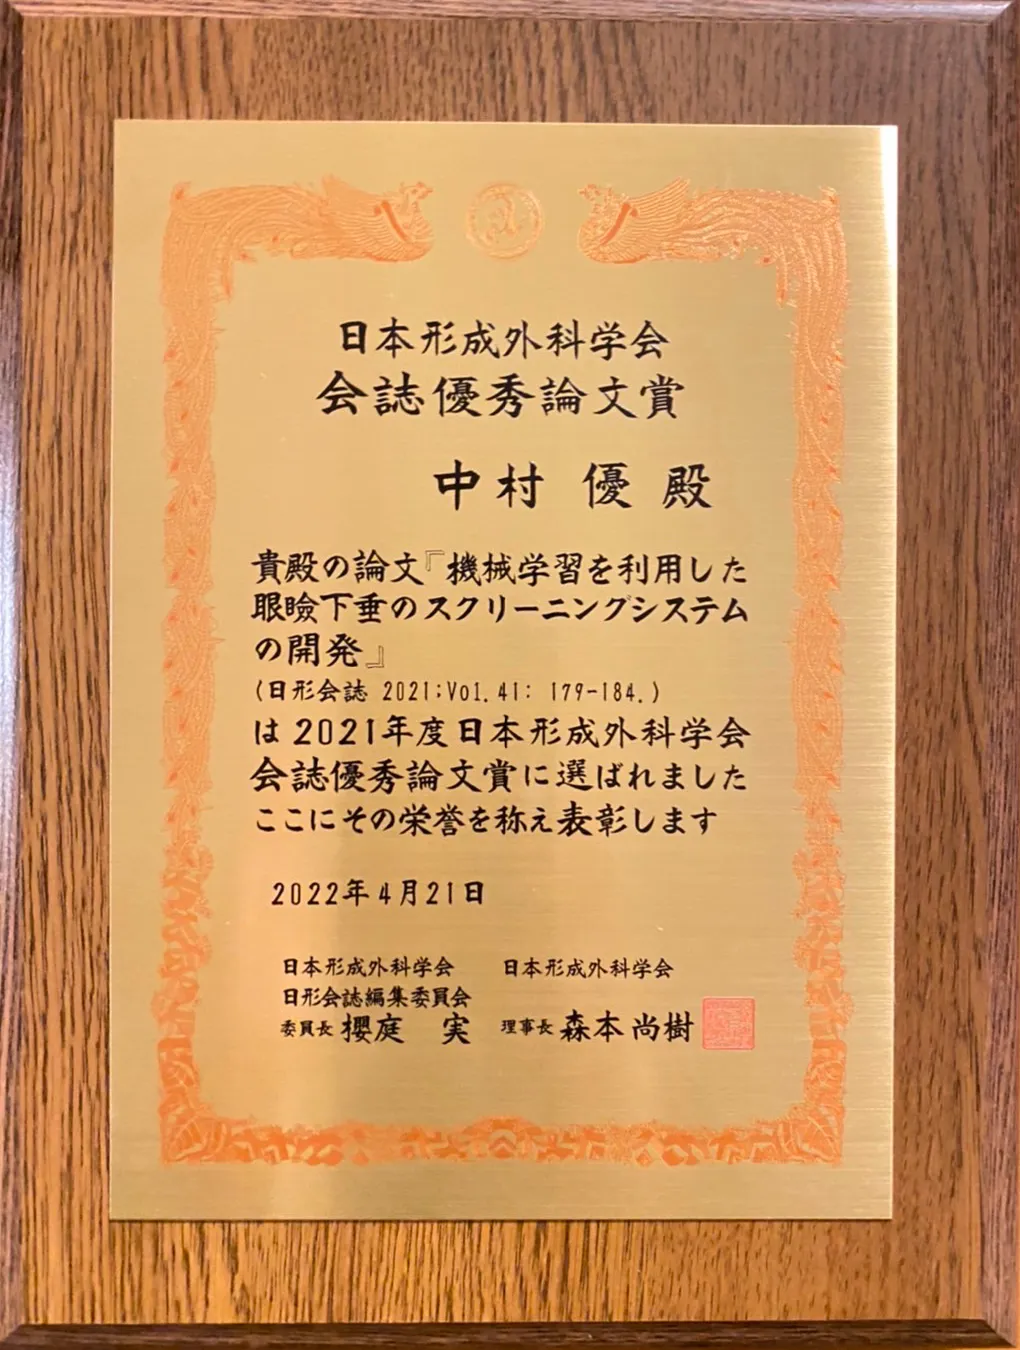 日本形成外科学会
会誌優秀論文賞
中村 優 殿
貴殿の論文『機械学習を利用した
眼瞼下垂のスクリーニングシステム
の開発』
(日形会誌 2021;Vol.41: 179-184.)
は2021年度日本形成外科学会
会誌優秀論文賞に選ばれました
ここにその栄誉を称え表彰します
2022年4月21日
日本形成外科学会
日形会誌編集委員会
委員長 櫻庭 実
日本形成外科学会
理事長 森本尚樹